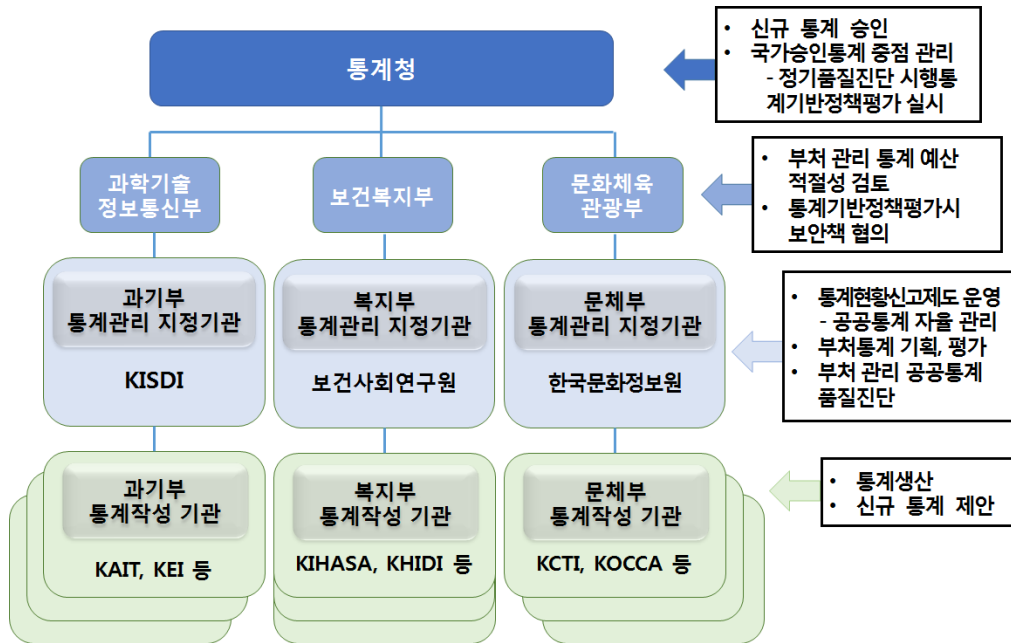 통계청
• 신규 통계 승인
• 국가승인통계 중점 관리
- 정기품질진단 시행통
계기반정책평가 실시
과학기술
정보통신부
보건복지부
문화체육
관광부
• 부처 관리 통계 예산
적절성 검토
• 통계기반정책평가시
보안책 협의
과기부
통계관리 지정기관
KISDI
복지부
통계관리 지정기관
보건사회연구원
문체부
통계관리 지정기관
한국문화정보원
• 통계현황신고제도 운영
- 공공통계 자율 관리
• 부처통계 기획, 평가
• 부처 관리 공공통계
품질진단
과기부
통계작성 기관
KAIT, KEI 등
복지부
통계작성 기관
KIHASA, KHIDI 등
문체부
통계작성 기관
KCTI, KOCCA 등
• 통계생산
• 신규 통계 제안